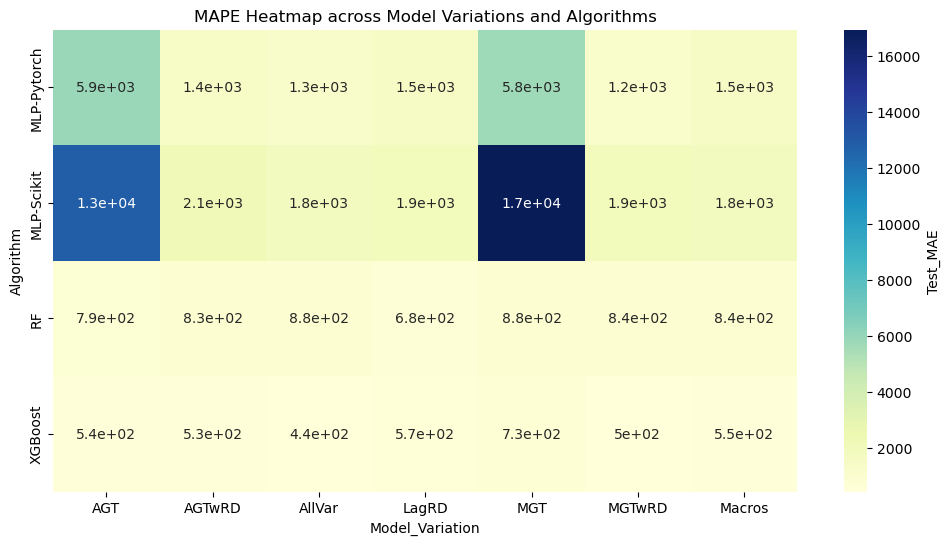 MAPE Heatmap across Model Variations and Algorithms
Algorithm
MLP-Pytorch
5.9e+03 1.4e+03 1.3e+03 1.5e+03 5.8e+03 1.2e+03 1.5e+03
MLP-Scikit
1.3e+04 2.1e+03 1.8e+03 1.9e+03 1.7e+04 1.9e+03 1.8e+03
RF
7.9e+02 8.3e+02 8.8e+02 6.8e+02 8.8e+02 8.4e+02 8.4e+02
XGBoost
5.4e+02 5.3e+02 4.4e+02 5.7e+02 7.3e+02 5e+02 5.5e+02
AGT AGTwRD AllVar LagRD MGT MGTwRD Macros
Model_Variation
16000
14000
12000
10000
8000
6000
4000
2000
Test_MAE